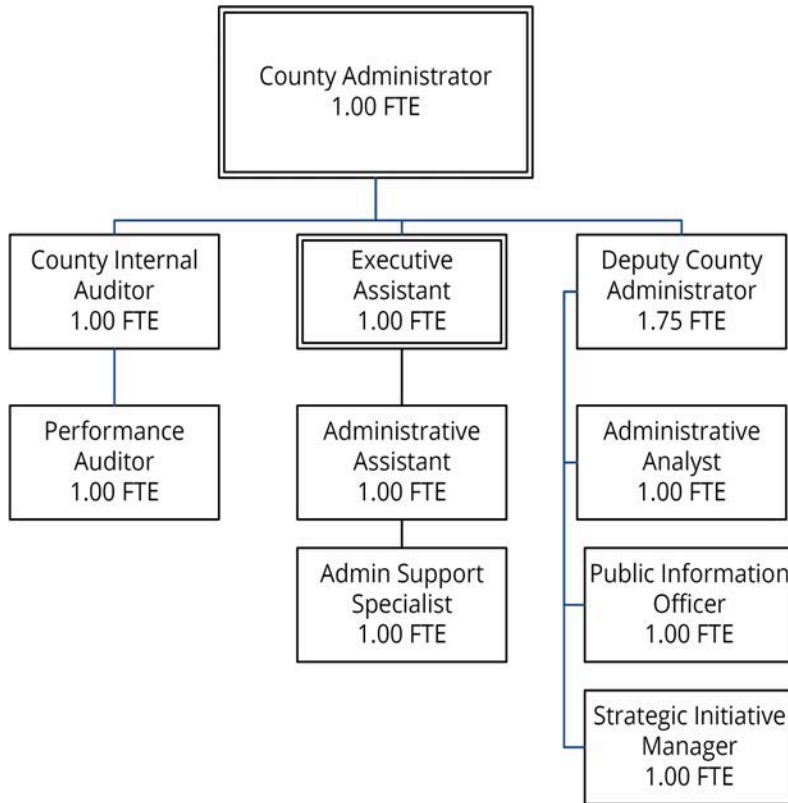 County Administrator
1.00 FTE
County Internal
Auditor
1.00 FTE
Executive
Assistant
1.00 FTE
Deputy County
Administrator
1.75 FTE
Performance
Auditor
1.00 FTE
Administrative
Assistant
1.00 FTE
Administrative
Analyst
1.00 FTE
Admin Support
Specialist
1.00 FTE
Public Information
Officer
1.00 FTE
Strategic Initiative
Manager
1.00 FTE